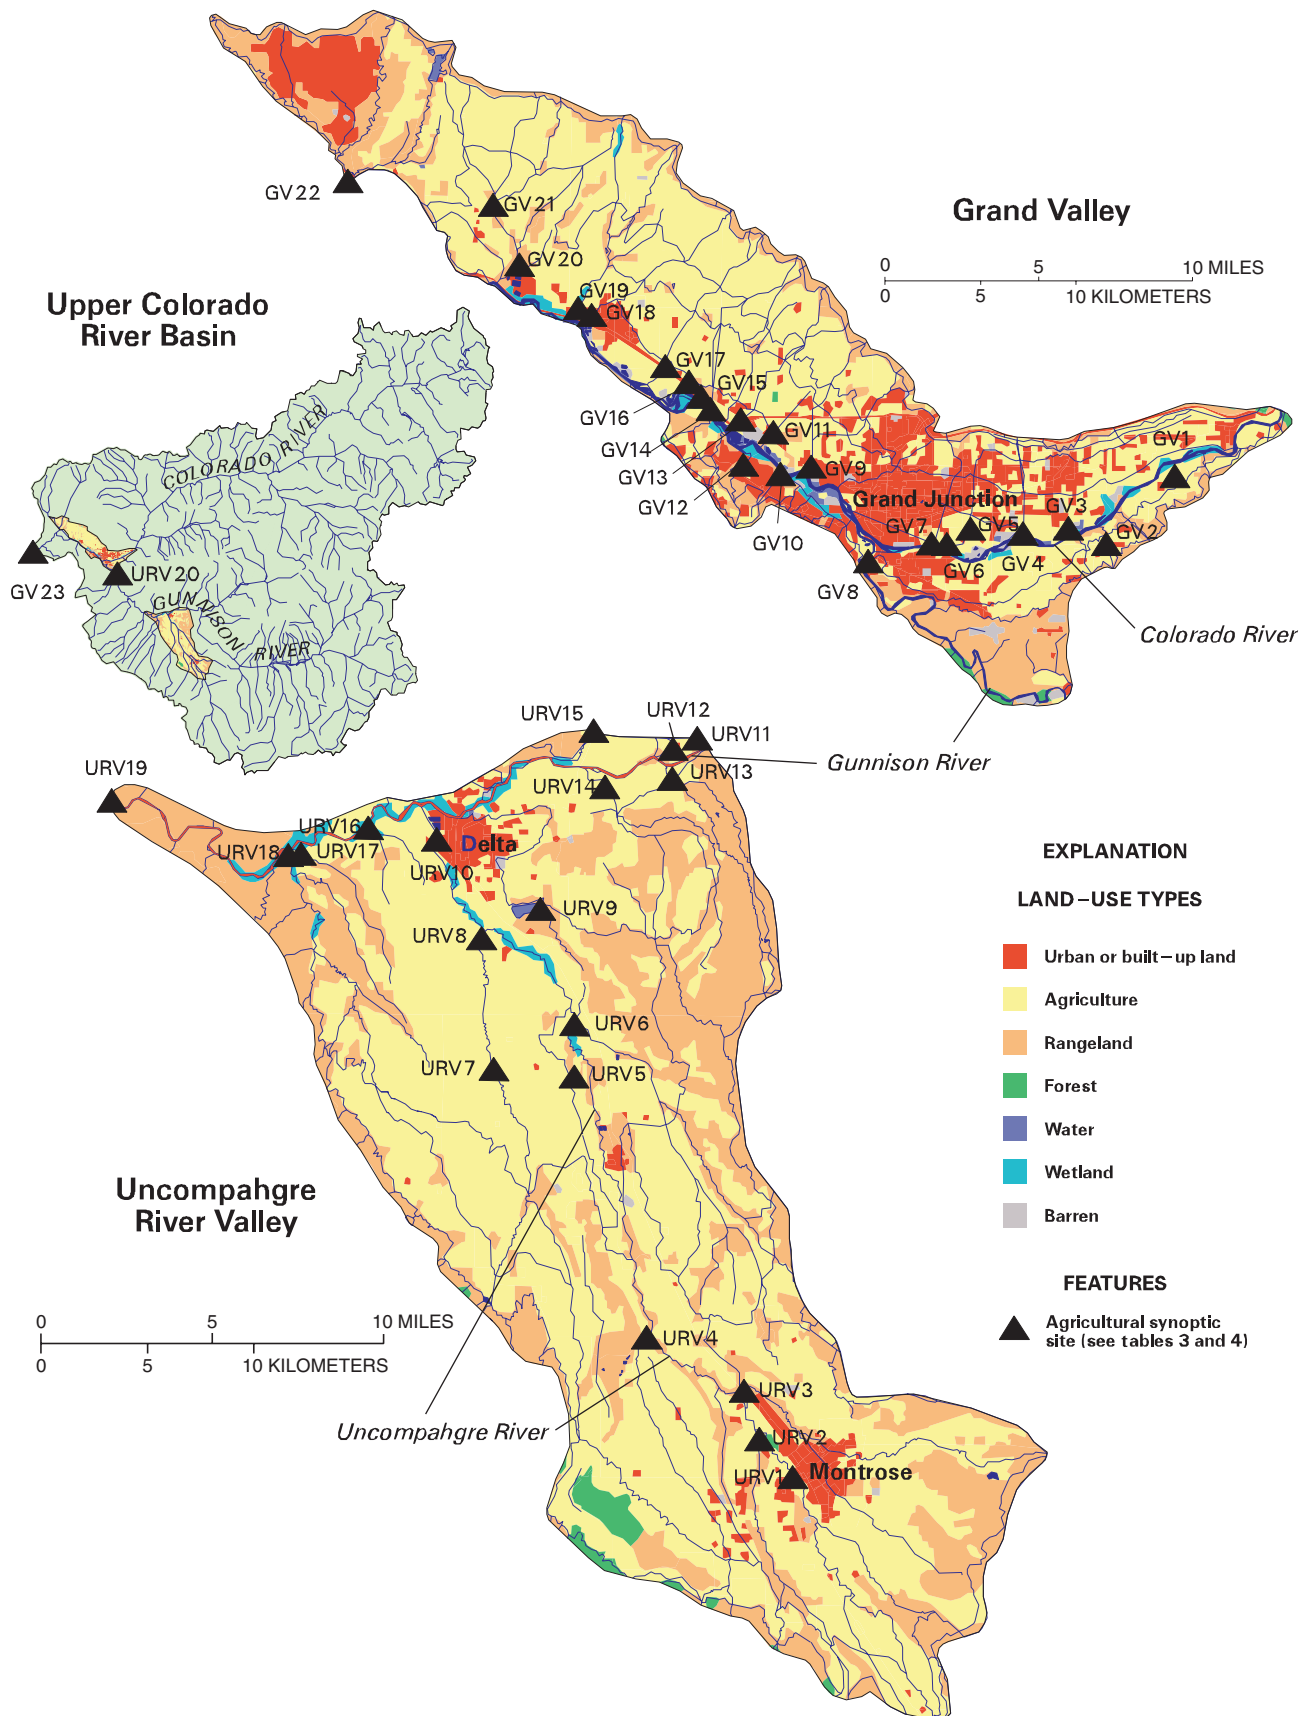 GV22
GV21
Grand Valley
GV20
0 5 10 MILES
0 5 10 KILOMETERS
GV19
GV18
Upper Colorado
River Basin
GV17
GV15
GV16
GV14
GV13
GV12
GV11
GV9
GV10
Grand Junction
GV1
GV3
GV2
GV5
GV7
GV6
GV4
GV8
Colorado River
COLORADO RIVER
GV23
URV20
GUNNISON RIVER
URV15
URV12
URV11
Gunnison River
URV19
URV14
URV13
URV16
URV18
URV17
Delta
URV10
URV9
URV8
URV6
URV7
URV5
Uncompahgre
River Valley
0 5 10 MILES
0 5 10 KILOMETERS
URV4
URV3
Uncompahgre River
URV2
URV1
Montrose
EXPLANATION
LAND–USE TYPES
Urban or built–up land
Agriculture
Rangeland
Forest
Water
Wetland
Barren
FEATURES
Agricultural synoptic
site (see tables 3 and 4)